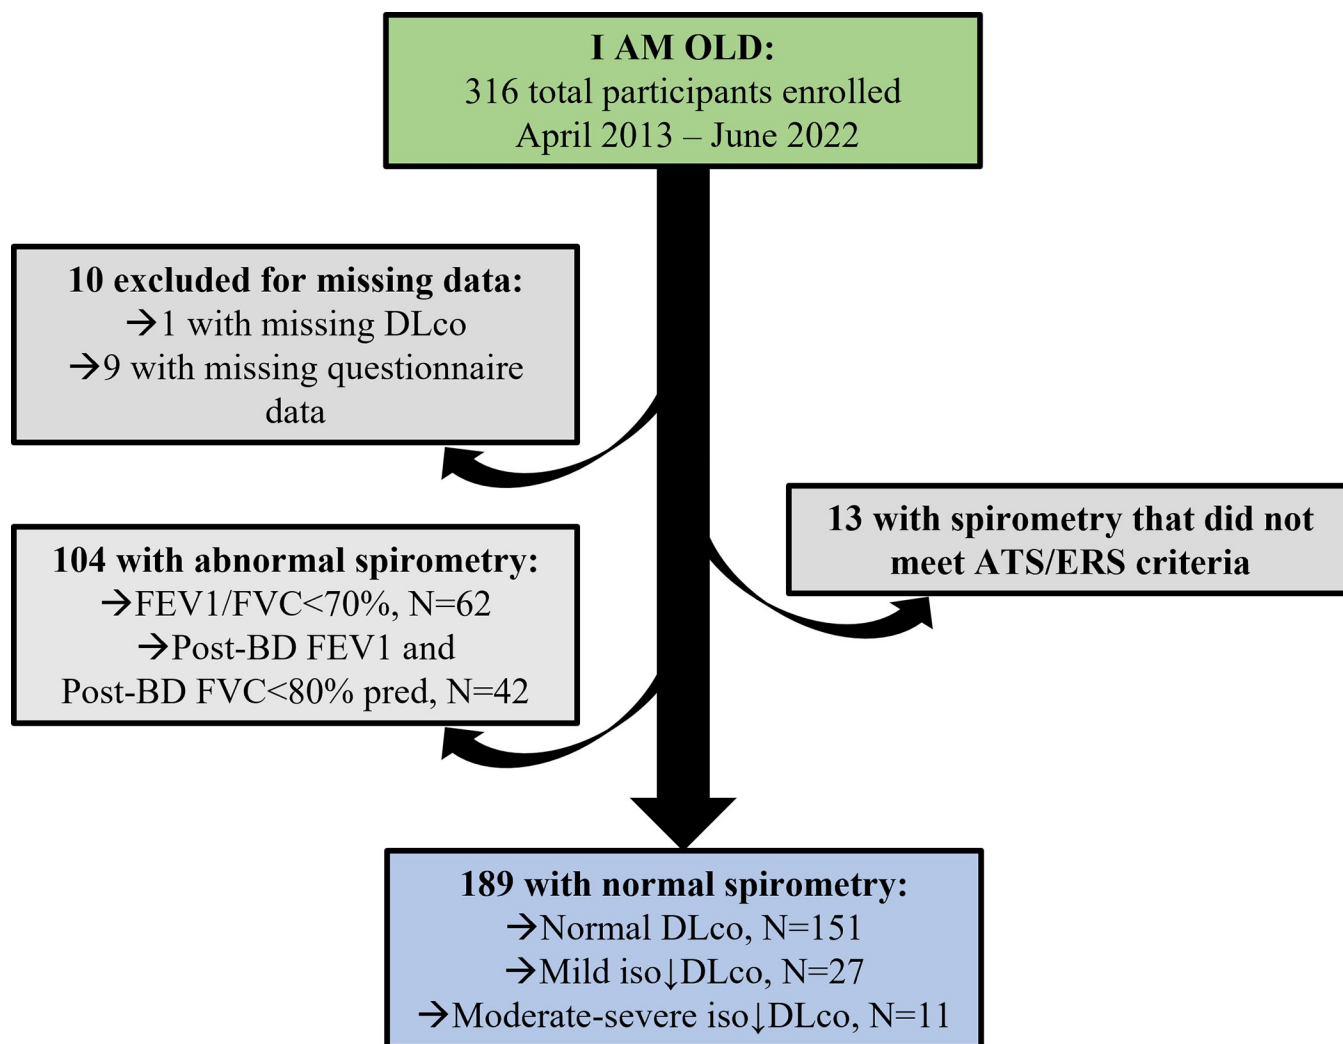 I AM OLD:
316 total participants enrolled
April 2013 – June 2022
10 excluded for missing data:
→1 with missing DLco
→9 with missing questionnaire
data
13 with spirometry that did not
meet ATS/ERS criteria
104 with abnormal spirometry:
→FEV1/FVC<70%, N=62
→Post-BD FEV1 and
Post-BD FVC<80% pred, N=42
189 with normal spirometry:
→Normal DLco, N=151
→Mild iso↓DLco, N=27
→Moderate-severe iso↓DLco, N=11